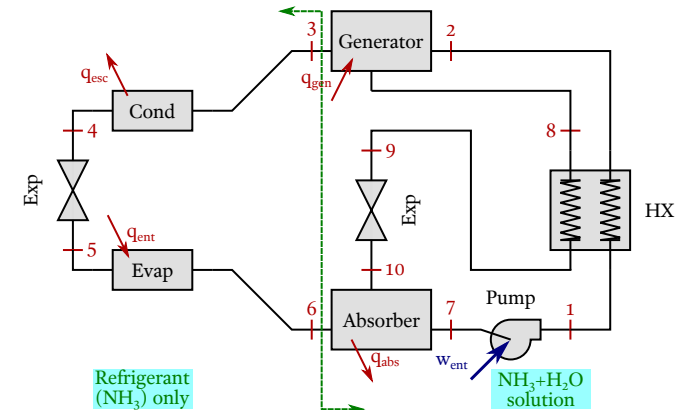 3
Generator
2
q_esc
q_gen
Cond
4
8
9
Exp
Exp
HX
5
q_ent
Evap
10
Pump
6
Absorber
7
1
q_abs
w_ent
Refrigerant
(NH₃) only
NH₃+H₂O
solution